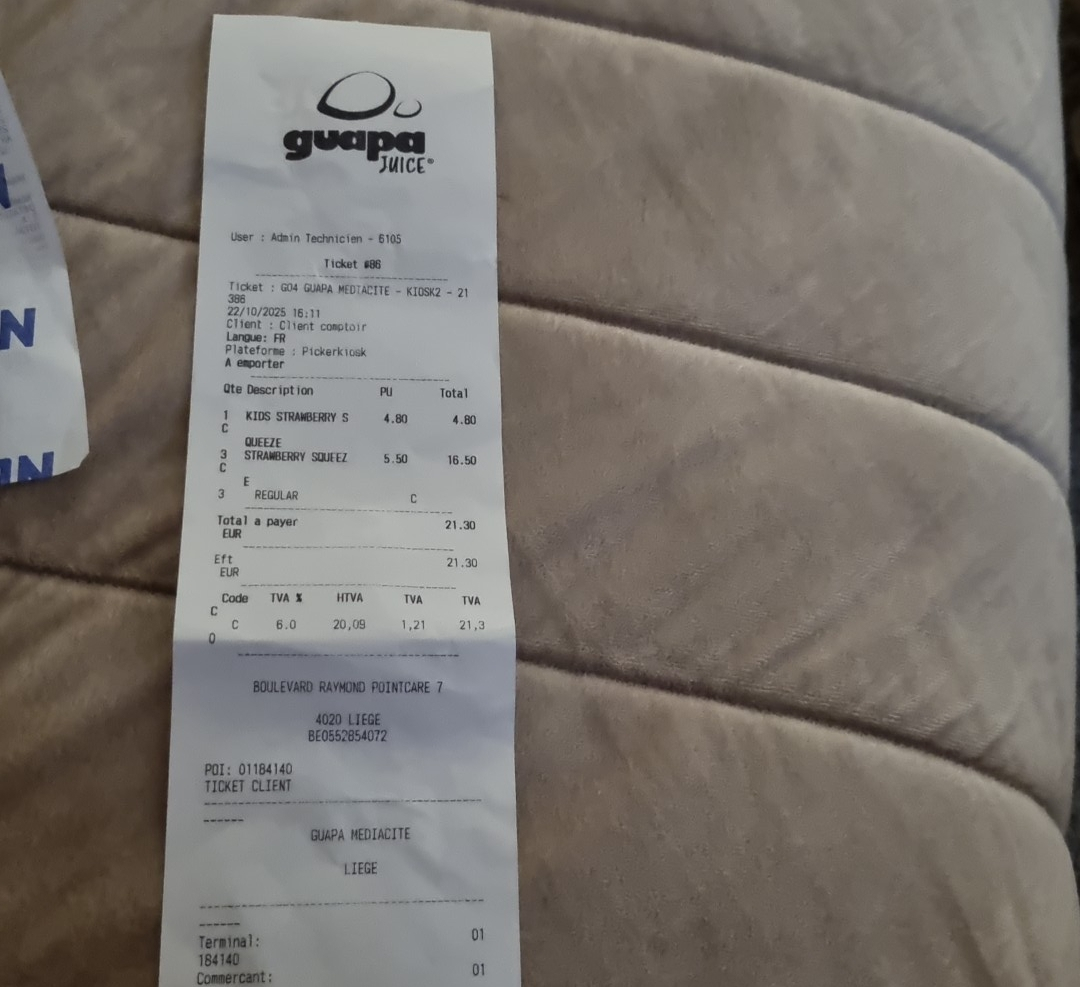 guapa
JUICE®
User : Admin Technicien - 6105
Ticket #86
Ticket : G04 GUAPA MEDIACITE - KIOSK2 - 21
386
22/10/2025 16:11
Client : Client comptoir
Langue: FR
Plateforme : Pickerkiosk
A emporter
Qte Description PU Total
1 KIDS STRAWBERRY S 4.80 4.80
C
QUEEZE
3 STRAWBERRY SQUEEZ 5.50 16.50
C
E
3 REGULAR C
Total a payer 21.30
EUR
Eft 21.30
EUR
Code TVA % HTVA TVA TVA
C
C 6.0 20,09 1,21 21,3
0
BOULEVARD RAYMOND POINTCARE 7
4020 LIEGE
BE0552854072
POI: 01184140
TICKET CLIENT
GUAPA MEDIACITE
LIEGE
Terminal: 01
184140
Commercant: 01
N
IN